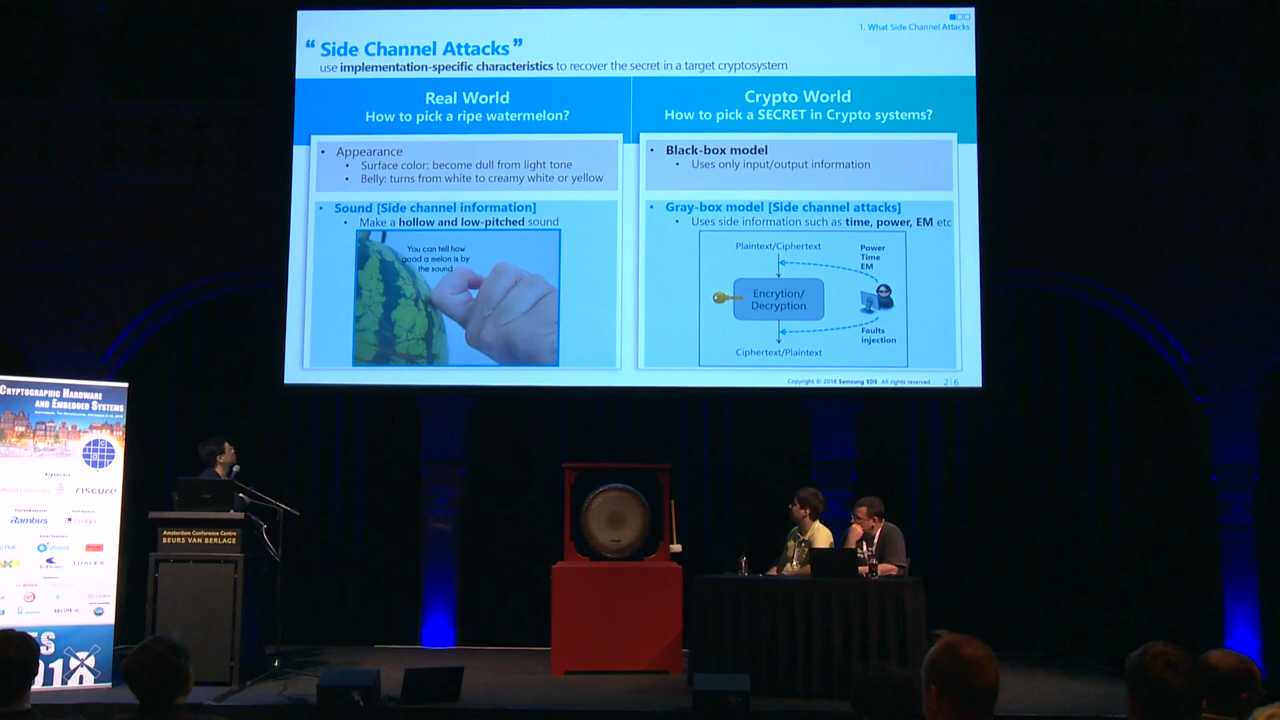 1. What Side Channel Attacks
“ Side Channel Attacks ”
use implementation-specific characteristics to recover the secret in a target cryptosystem
Real World
How to pick a ripe watermelon?
• Appearance
• Surface color: become dull from light tone
• Belly: turns from white to creamy white or yellow
• Sound [Side channel information]
• Make a hollow and low-pitched sound
You can tell how
good a melon is by
the sound
Crypto World
How to pick a SECRET in Crypto systems?
• Black-box model
• Uses only input/output information
• Gray-box model [Side channel attacks]
• Uses side information such as time, power, EM etc
Plaintext/Ciphertext
Power
Time
EM
Encrytion/
Decryption
Faults
Injection
Ciphertext/Plaintext
Copyright © 2018 Samsung SDS All rights reserved
2|6
Cryptographic Hardware
and Embedded Systems
riscure
Rambus
Ledger
THALES
SECURE-IC
Amsterdam Conference Centre
BEURS VAN BERLAGE